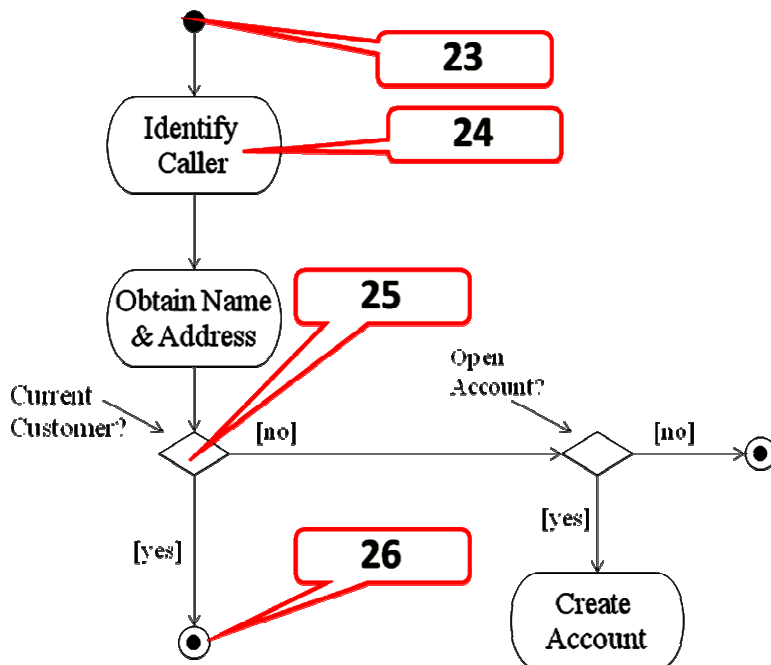 23
24
Identify
Caller
25
Obtain Name
& Address
Open
Account?
Current
Customer?
[no]
[no]
[yes]
[yes]
26
Create
Account